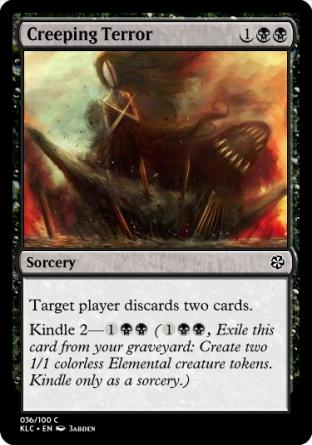 Creeping Terror 1
Sorcery
Target player discards two cards.
Kindle 2—1 ( 1 , Exile this
card from your graveyard: Create two
1/1 colorless Elemental creature tokens.
Kindle only as a sorcery.)
036/100 C
KLC • EN 3ABDEN